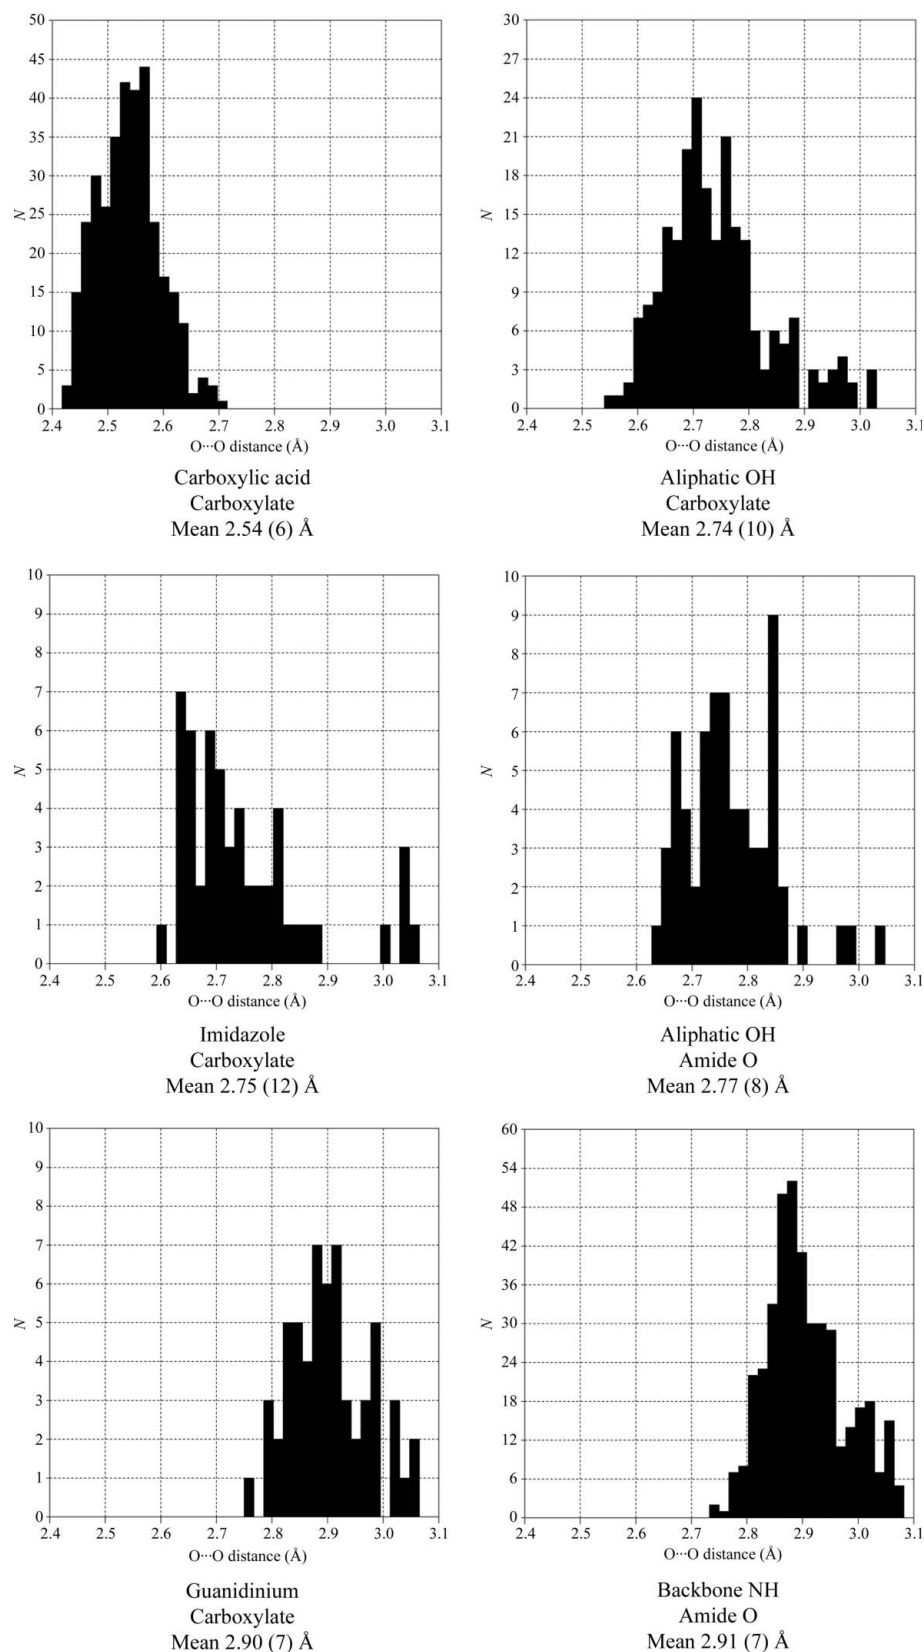 50
45
40
35
30
25
20
15
10
5
0
N
2.4 2.5 2.6 2.7 2.8 2.9 3.0 3.1
O···O distance (Å)
Carboxylic acid
Carboxylate
Mean 2.54 (6) Å
30
27
24
21
18
15
12
9
6
3
0
N
2.4 2.5 2.6 2.7 2.8 2.9 3.0 3.1
O···O distance (Å)
Aliphatic OH
Carboxylate
Mean 2.74 (10) Å
10
9
8
7
6
5
4
3
2
1
0
N
2.4 2.5 2.6 2.7 2.8 2.9 3.0 3.1
O···O distance (Å)
Imidazole
Carboxylate
Mean 2.75 (12) Å
10
9
8
7
6
5
4
3
2
1
0
N
2.4 2.5 2.6 2.7 2.8 2.9 3.0 3.1
O···O distance (Å)
Aliphatic OH
Amide O
Mean 2.77 (8) Å
10
9
8
7
6
5
4
3
2
1
0
N
2.4 2.5 2.6 2.7 2.8 2.9 3.0 3.1
O···O distance (Å)
Guanidinium
Carboxylate
Mean 2.90 (7) Å
60
54
48
42
36
30
24
18
12
6
0
N
2.4 2.5 2.6 2.7 2.8 2.9 3.0 3.1
O···O distance (Å)
Backbone NH
Amide O
Mean 2.91 (7) Å